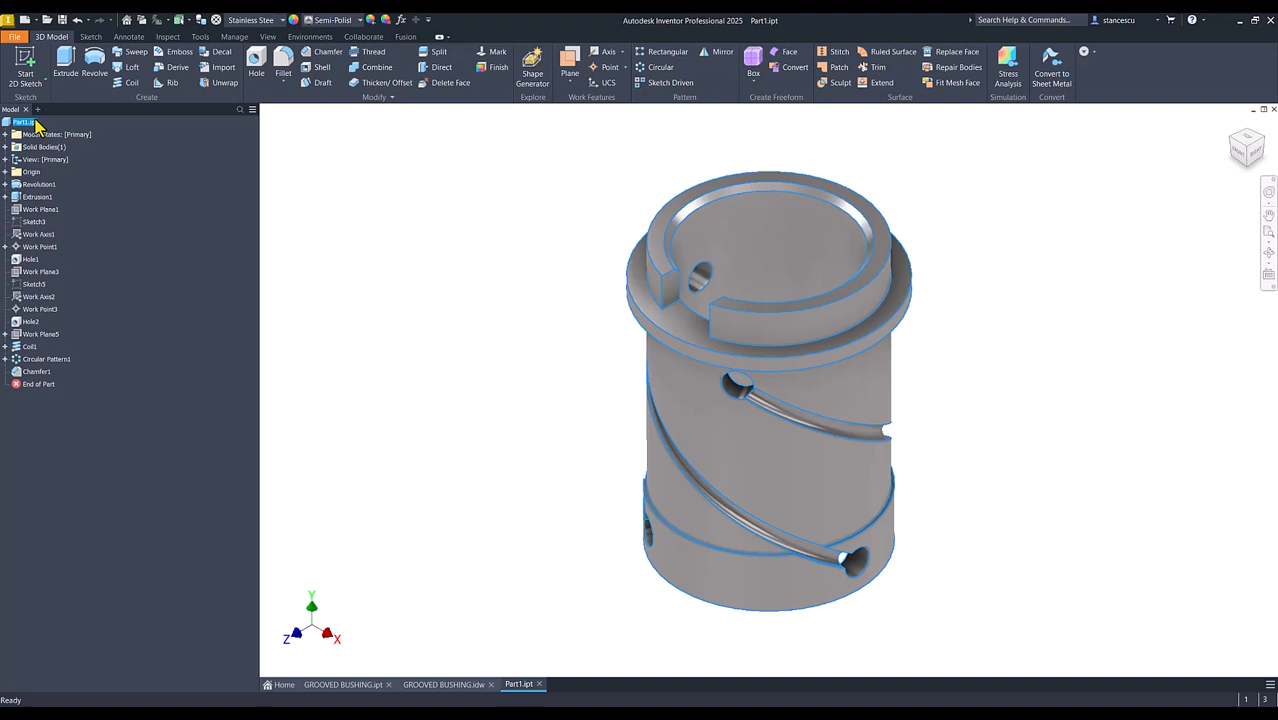 Stainless Stee
Semi-Polisl
Autodesk Inventor Professional 2025 Part1.ipt
Search Help & Commands...
stancescu
File
3D Model
Sketch
Annotate
Inspect
Tools
Manage
View
Environments
Collaborate
Fusion
Start
2D Sketch
Sketch
Extrude
Revolve
Sweep
Loft
Coil
Emboss
Derive
Rib
Decal
Import
Unwrap
Create
Hole
Fillet
Chamfer
Shell
Draft
Thread
Combine
Thicken/ Offset
Split
Direct
Delete Face
Mark
Finish
Modify
Shape
Generator
Explore
Plane
Axis
Point
UCS
Work Features
Rectangular
Circular
Sketch Driven
Mirror
Pattern
Box
Face
Convert
Create Freeform
Stitch
Patch
Sculpt
Ruled Surface
Trim
Extend
Replace Face
Repair Bodies
Fit Mesh Face
Surface
Stress
Analysis
Simulation
Convert to
Sheet Metal
Convert
Model
Solid Bodies(1)
View: [Primary]
Origin
Revolution1
Extrusion1
Work Plane1
Sketch3
Work Axis1
Work Point1
Hole1
Work Plane3
Sketch5
Work Axis2
Work Point3
Hole2
Work Plane5
Coil1
Circular Pattern1
Chamfer1
End of Part
TOP
FRONT
RIGHT
Y
Z
X
Home
GROOVED BUSHING.ipt
GROOVED BUSHING.idw
Part1.ipt
Ready
1
3